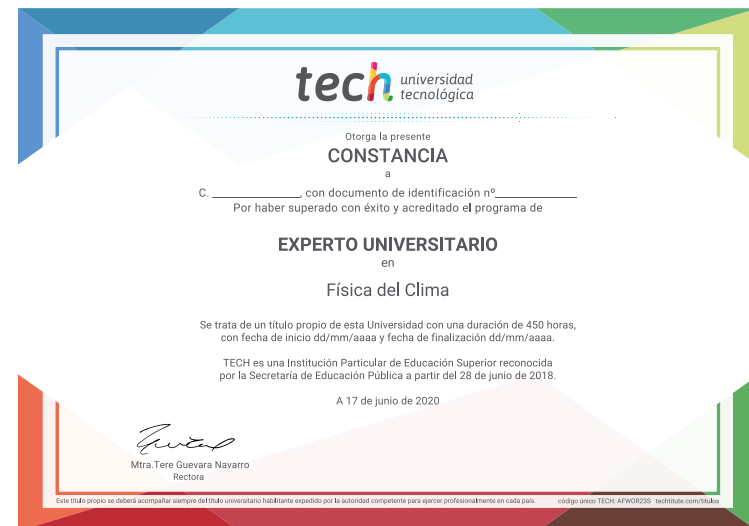 tech universidad
tecnológica
Otorga la presente
CONSTANCIA
a
C. ________________, con documento de identificación nº______________
Por haber superado con éxito y acreditado el programa de
EXPERTO UNIVERSITARIO
en
Física del Clima
Se trata de un título propio de esta Universidad con una duración de 450 horas,
con fecha de inicio dd/mm/aaaa y fecha de finalización dd/mm/aaaa.
TECH es una Institución Particular de Educación Superior reconocida
por la Secretaría de Educación Pública a partir del 28 de junio de 2018.
A 17 de junio de 2020
Mtra.Tere Guevara Navarro
Rectora
Este título propio se deberá acompañar siempre del título universitario habilitante expedido por la autoridad competente para ejercer profesionalmente en cada país. código único TECH: AFWOR23S techtitute.com/titulos